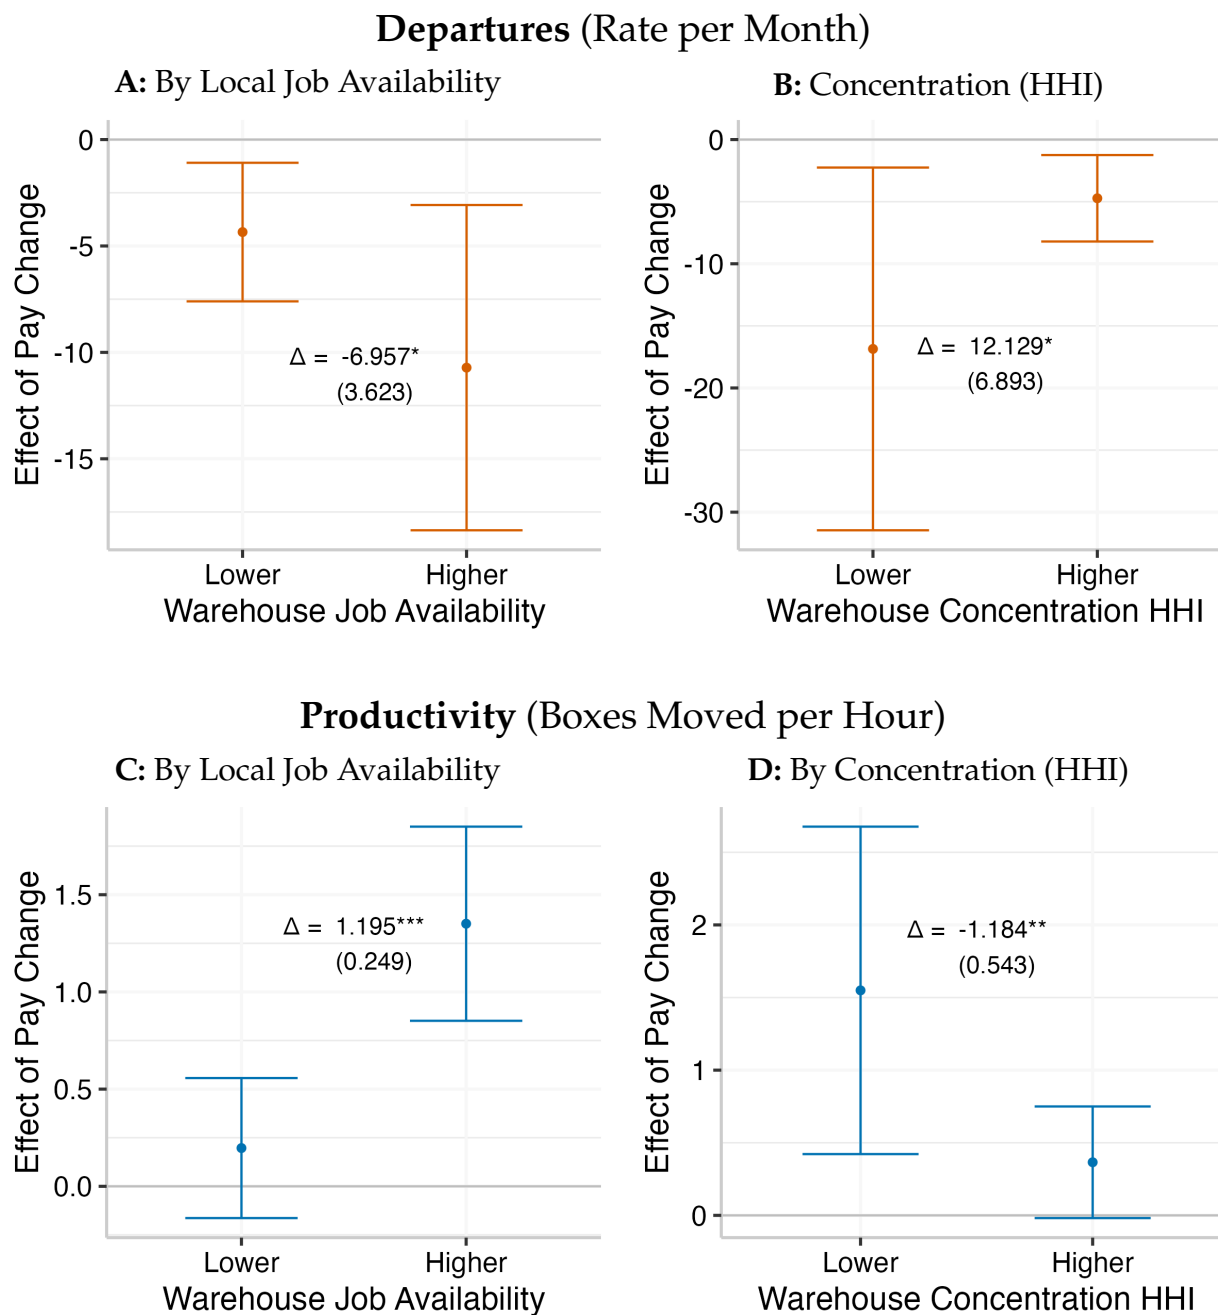 Departures (Rate per Month)
A: By Local Job Availability
B: Concentration (HHI)
Effect of Pay Change
0
-5
-10
-15
Δ = -6.957*
(3.623)
Lower
Higher
Warehouse Job Availability
Effect of Pay Change
0
-10
-20
-30
Δ = 12.129*
(6.893)
Lower
Higher
Warehouse Concentration HHI
Productivity (Boxes Moved per Hour)
C: By Local Job Availability
D: By Concentration (HHI)
Effect of Pay Change
1.5
1.0
0.5
0.0
Δ = 1.195***
(0.249)
Lower
Higher
Warehouse Job Availability
Effect of Pay Change
2
1
0
Δ = -1.184**
(0.543)
Lower
Higher
Warehouse Concentration HHI